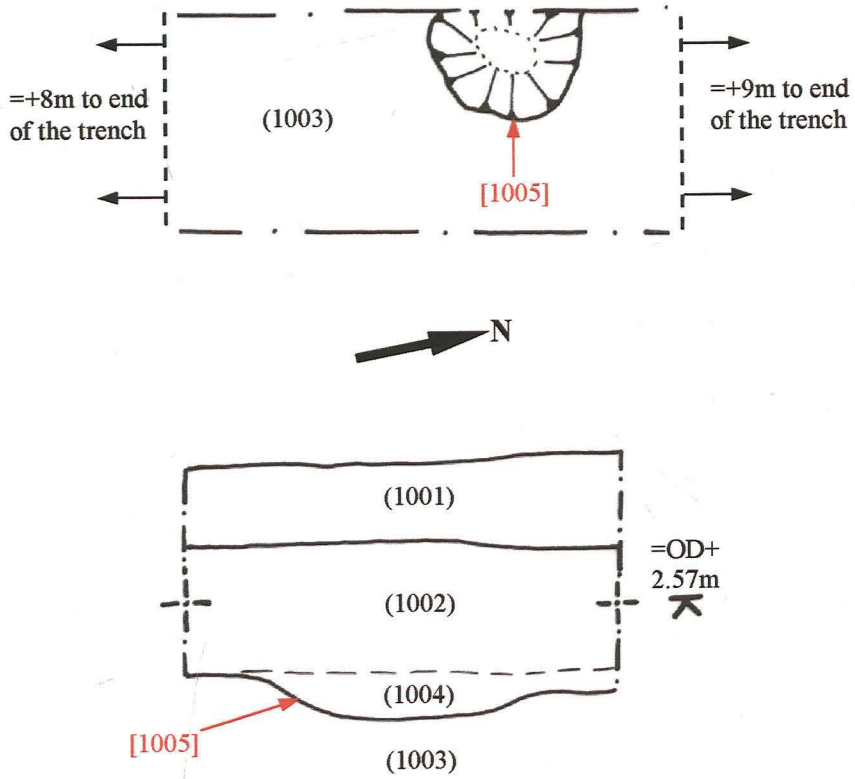 =+8m to end
of the trench
(1003)
[1005]
=+9m to end
of the trench
N
(1001)
=OD+
2.57m
(1002)
(1004)
[1005]
(1003)